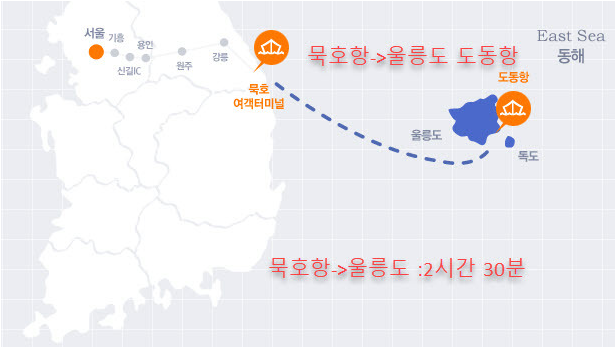 서울
기흥
용인
신길IC
원주
강릉
묵호
여객터미널
묵호항->울릉도 도동항
East Sea
동해
도동항
울릉도
독도
묵호항->울릉도 :2시간 30분